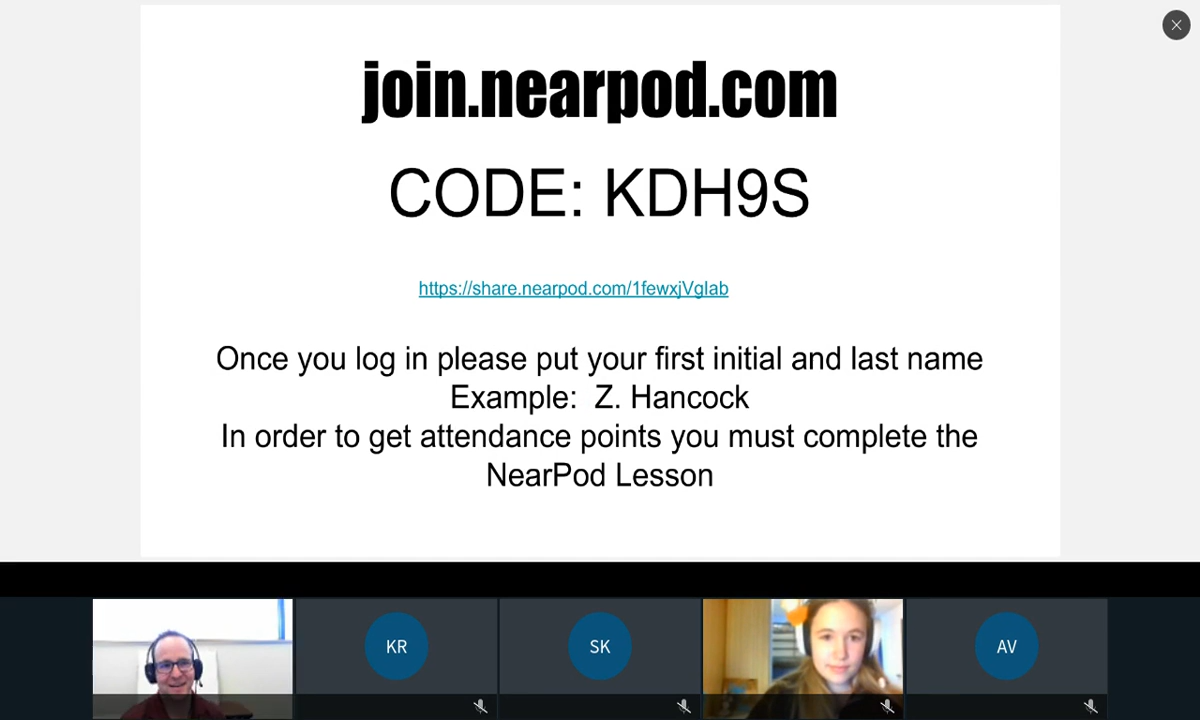 join.nearpod.com
CODE: KDH9S
https://share.nearpod.com/1fewxjVgIab
Once you log in please put your first initial and last name
Example:  Z. Hancock
In order to get attendance points you must complete the
NearPod Lesson
KR
SK
AV